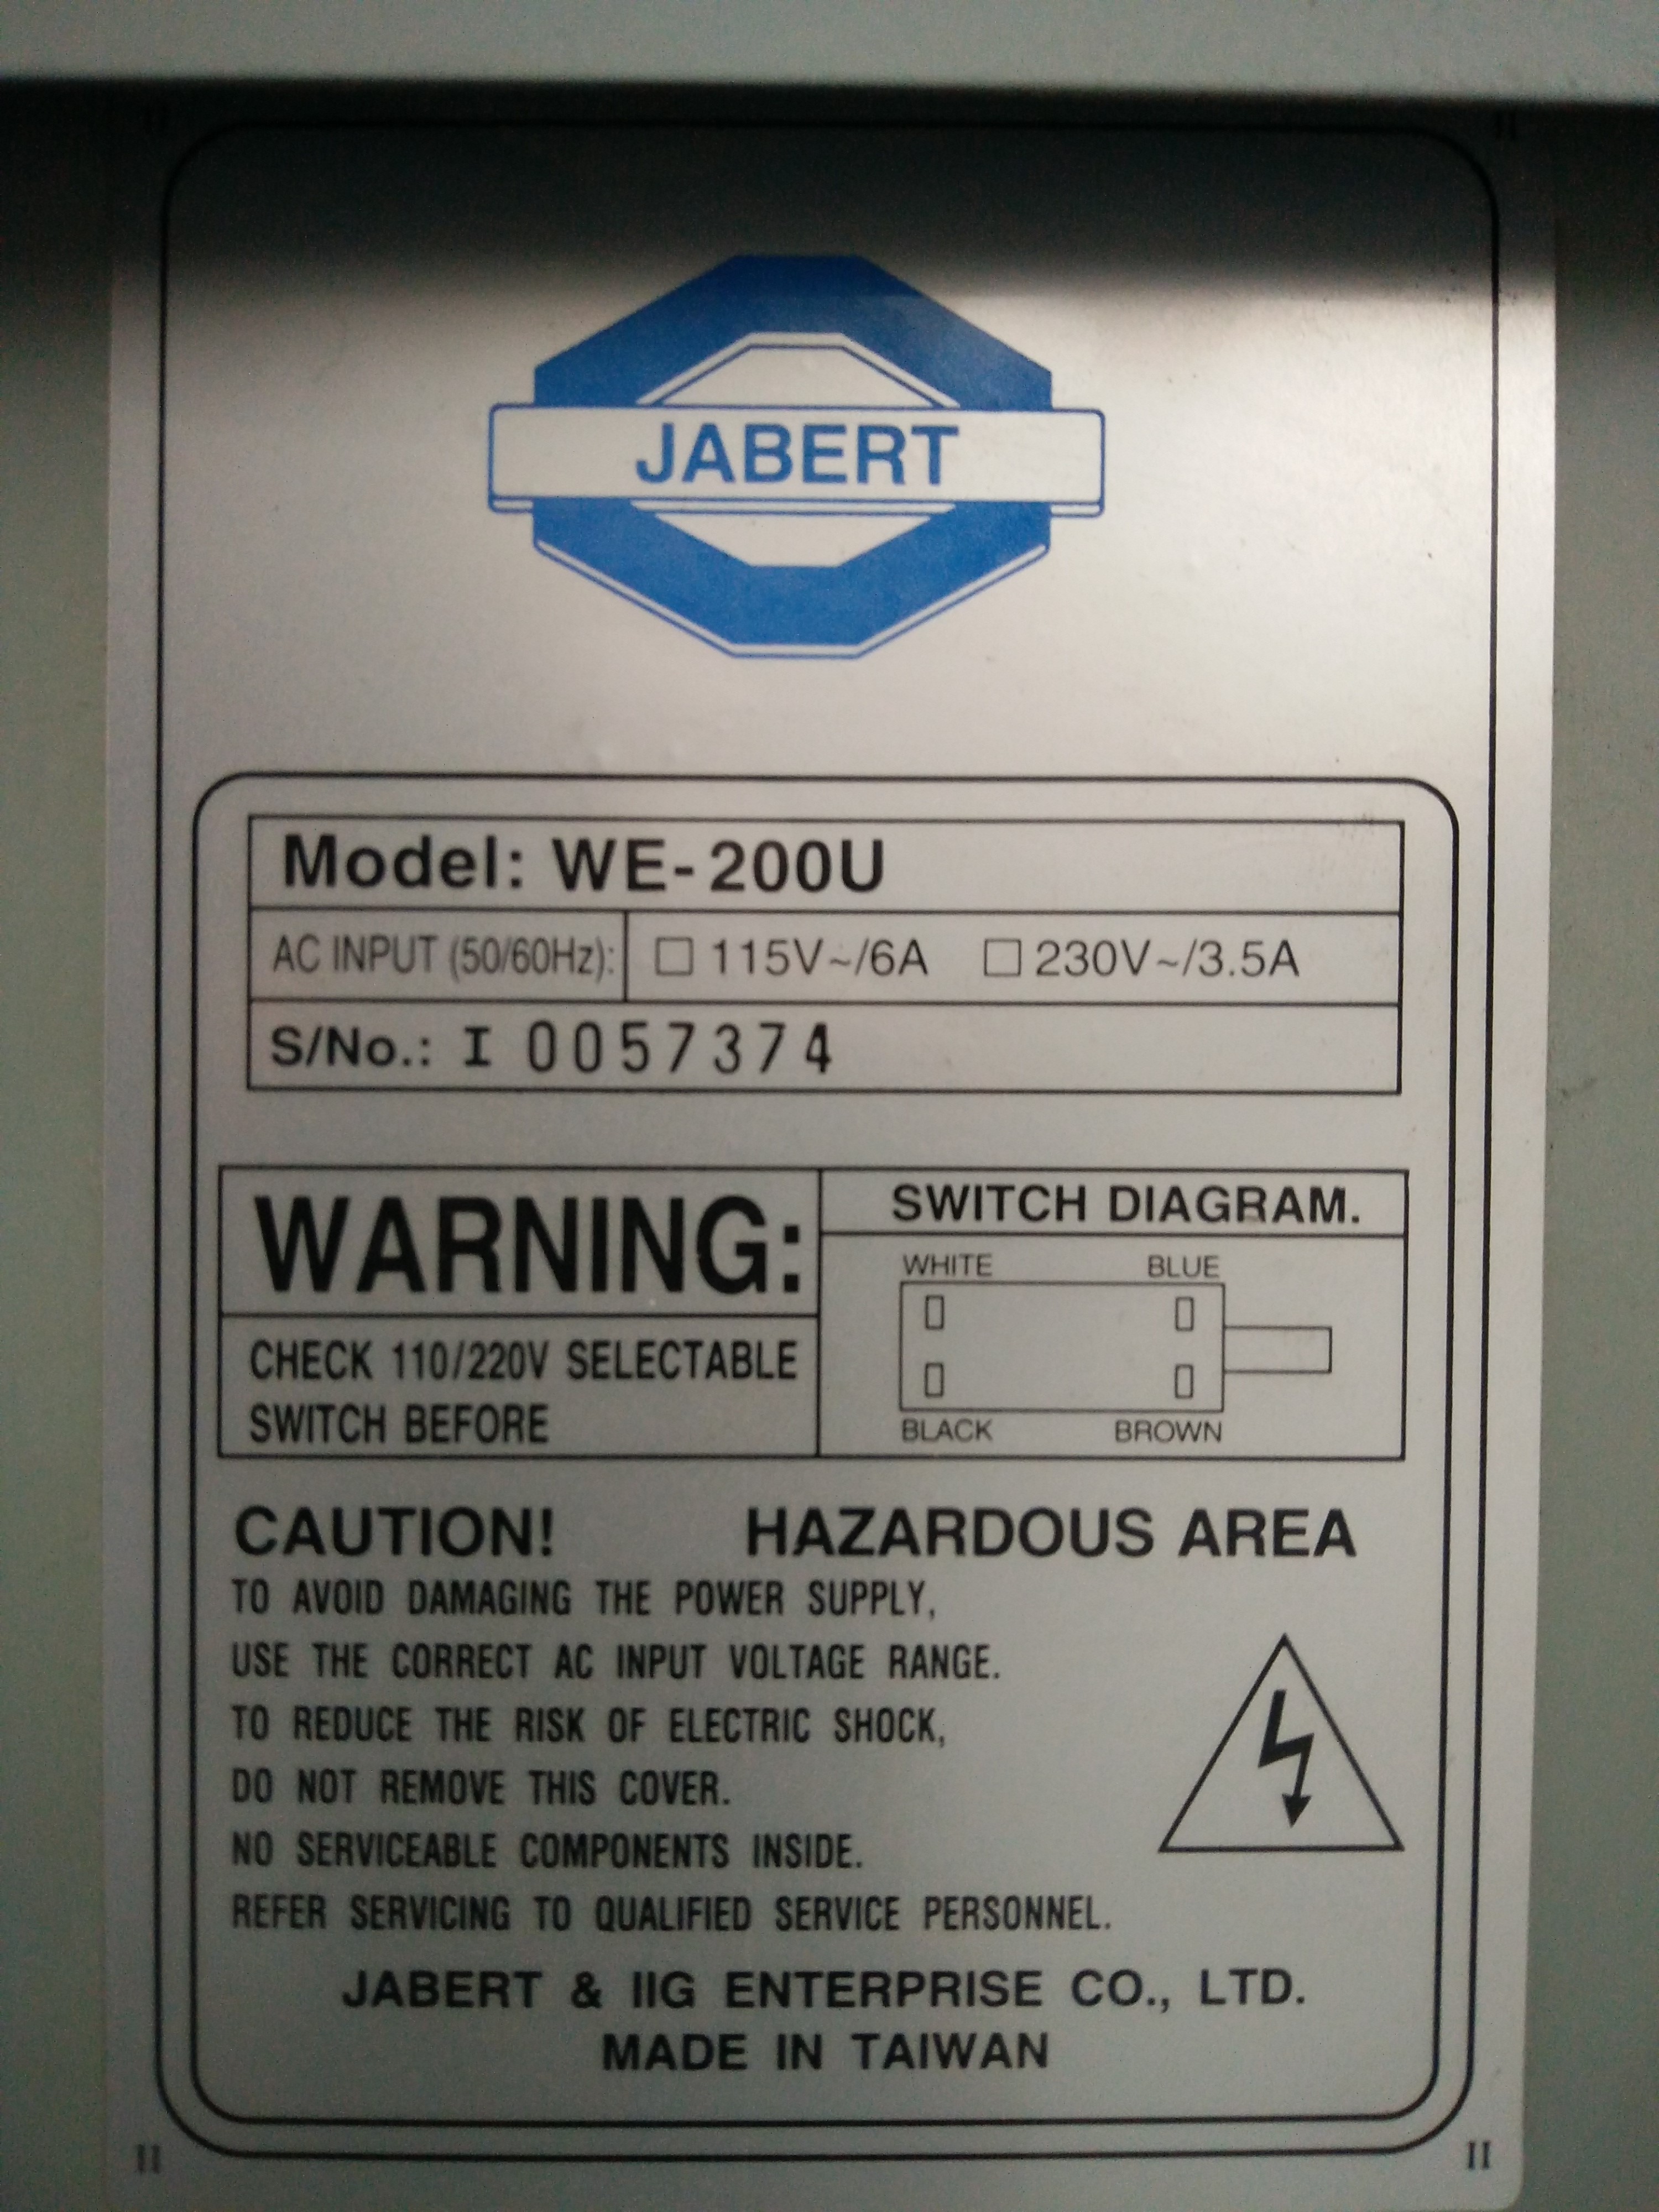 JABERT
Model: WE-200U
AC INPUT (50/60Hz): □ 115V~/6A □ 230V~/3.5A
S/No.: I 0057374
WARNING:
CHECK 110/220V SELECTABLE
SWITCH BEFORE
SWITCH DIAGRAM.
WHITE BLUE
BLACK BROWN
CAUTION! HAZARDOUS AREA
TO AVOID DAMAGING THE POWER SUPPLY,
USE THE CORRECT AC INPUT VOLTAGE RANGE.
TO REDUCE THE RISK OF ELECTRIC SHOCK,
DO NOT REMOVE THIS COVER.
NO SERVICEABLE COMPONENTS INSIDE.
REFER SERVICING TO QUALIFIED SERVICE PERSONNEL.
JABERT & IIG ENTERPRISE CO., LTD.
MADE IN TAIWAN